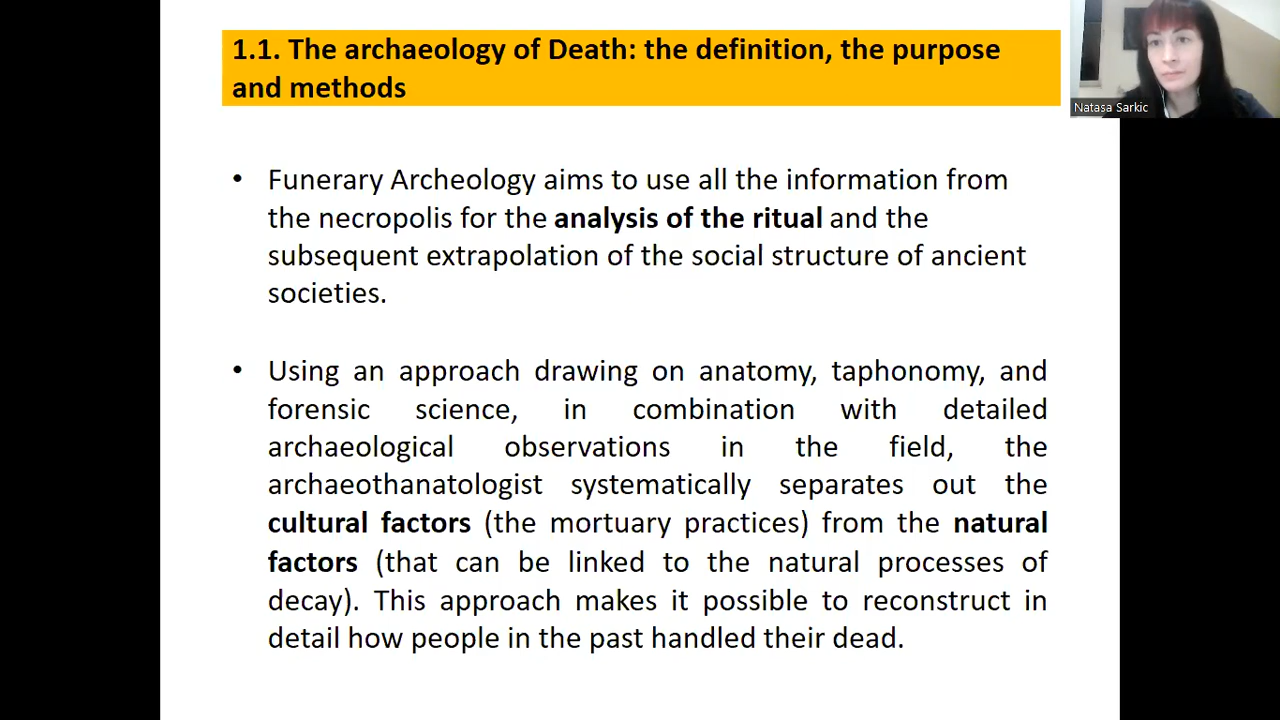 1.1. The archaeology of Death: the definition, the purpose
and methods
Natasa Sarkic
• Funerary Archeology aims to use all the information from
the necropolis for the analysis of the ritual and the
subsequent extrapolation of the social structure of ancient
societies.
• Using an approach drawing on anatomy, taphonomy, and
forensic science, in combination with detailed
archaeological observations in the field, the
archaeothanatologist systematically separates out the
cultural factors (the mortuary practices) from the natural
factors (that can be linked to the natural processes of
decay). This approach makes it possible to reconstruct in
detail how people in the past handled their dead.